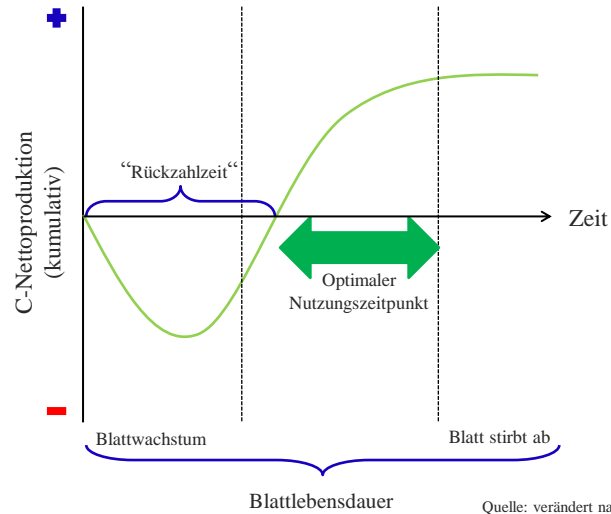 “Rückzahlzeit“
C-Nettoproduktion
(kumulativ)
Zeit
Optimaler
Nutzungszeitpunkt
Blattwachstum
Blatt stirbt ab
Blattlebensdauer
Quelle: verändert na